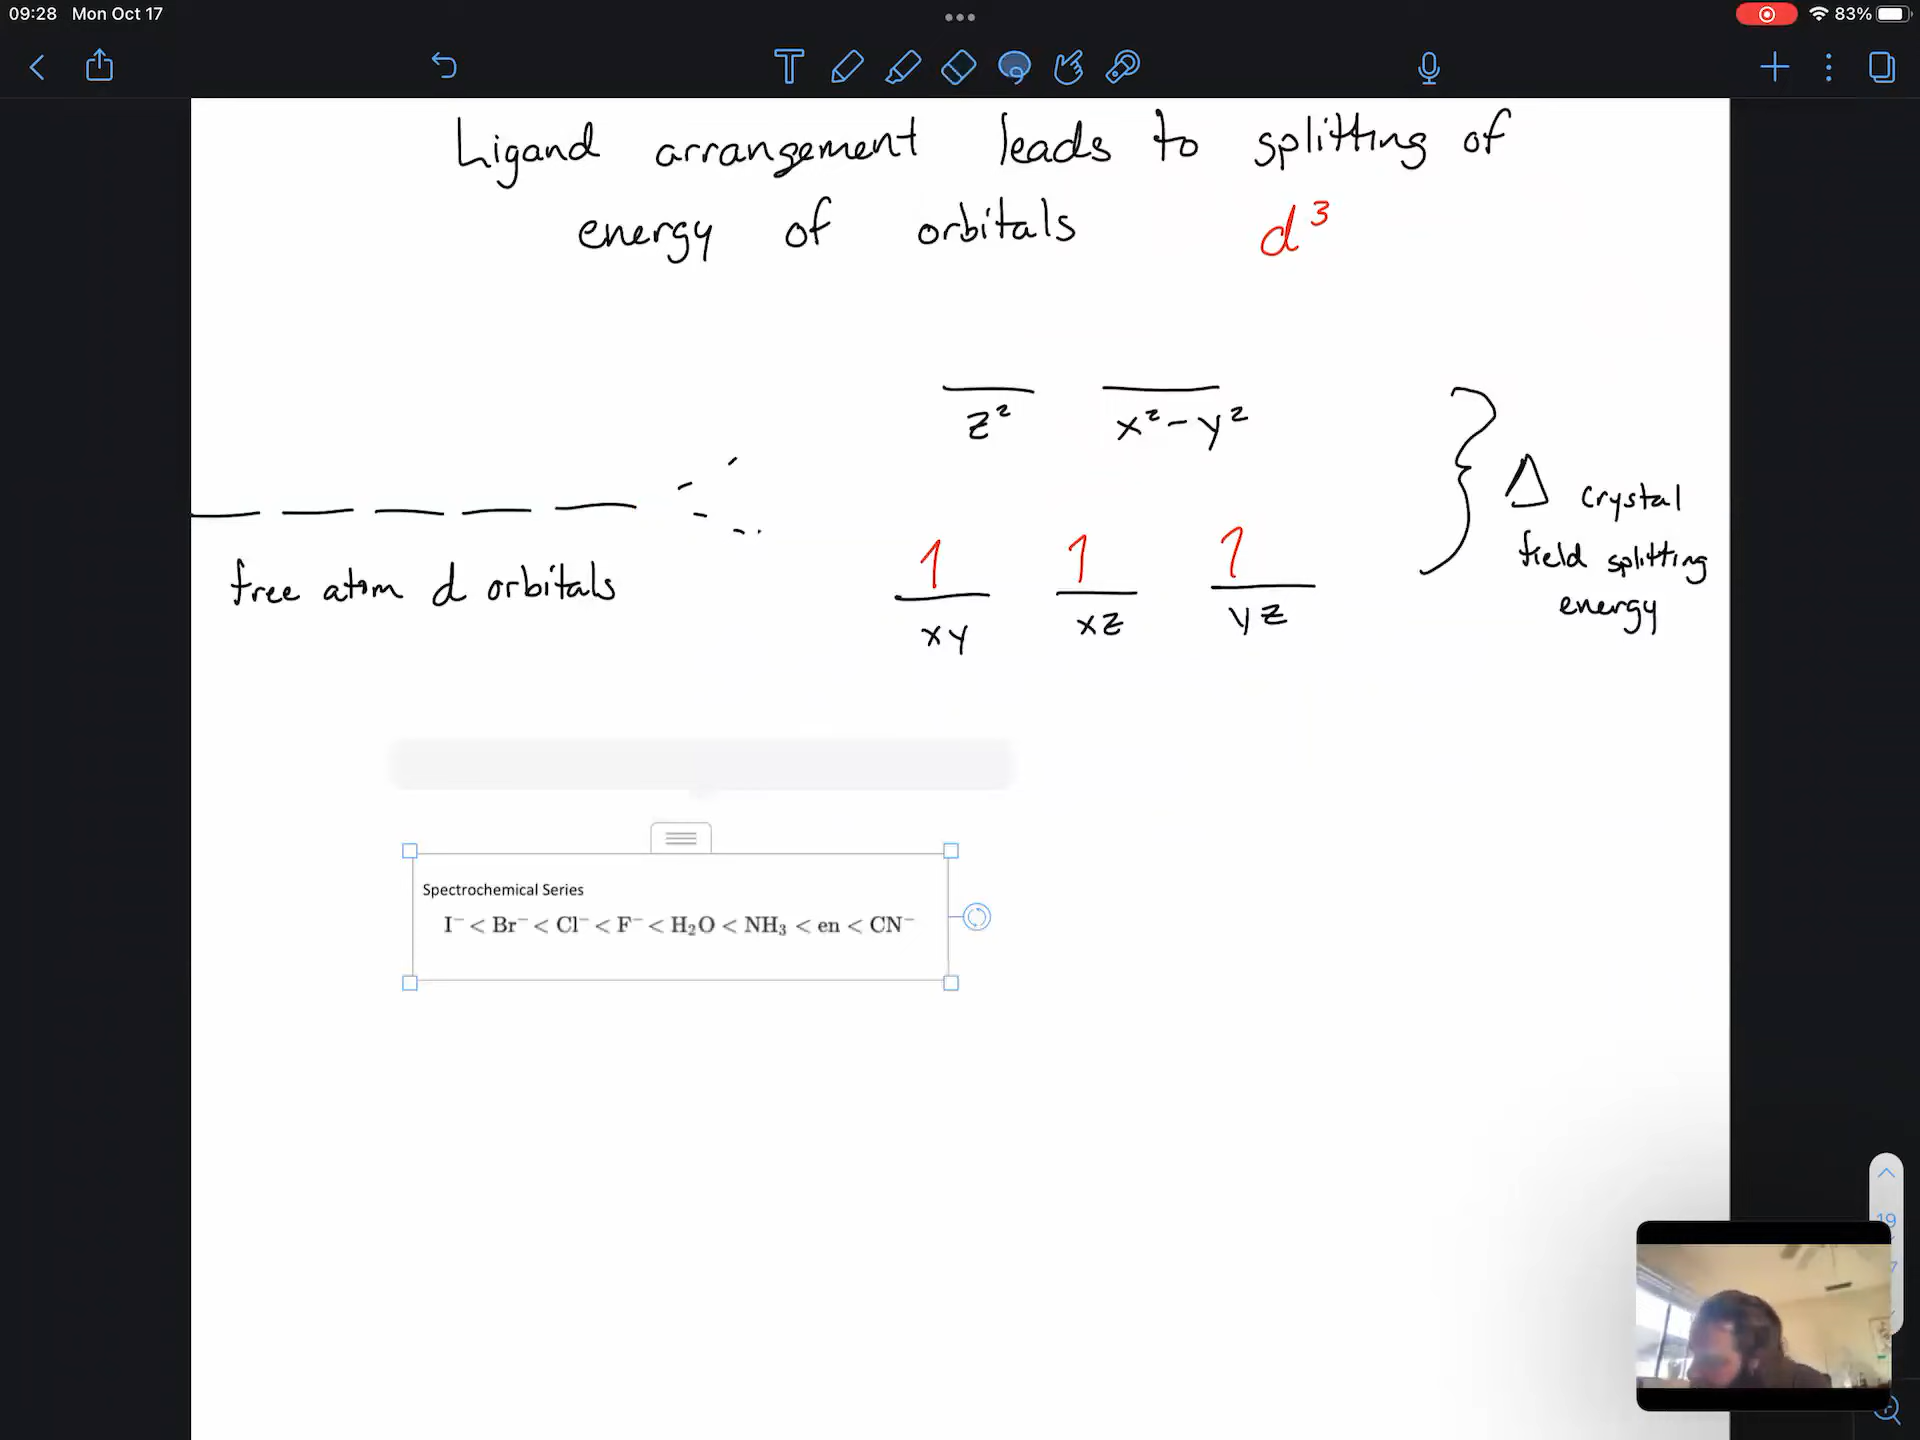 09:28 Mon Oct 17
83%
Ligand arrangement leads to splitting of
energy of orbitals d³
z² x²-y²
Δ crystal
field splitting
energy
1 1 1
xy xz yz
free atom d orbitals
Spectrochemical Series
I⁻ < Br⁻ < Cl⁻ < F⁻ < H₂O < NH₃ < en < CN⁻
19